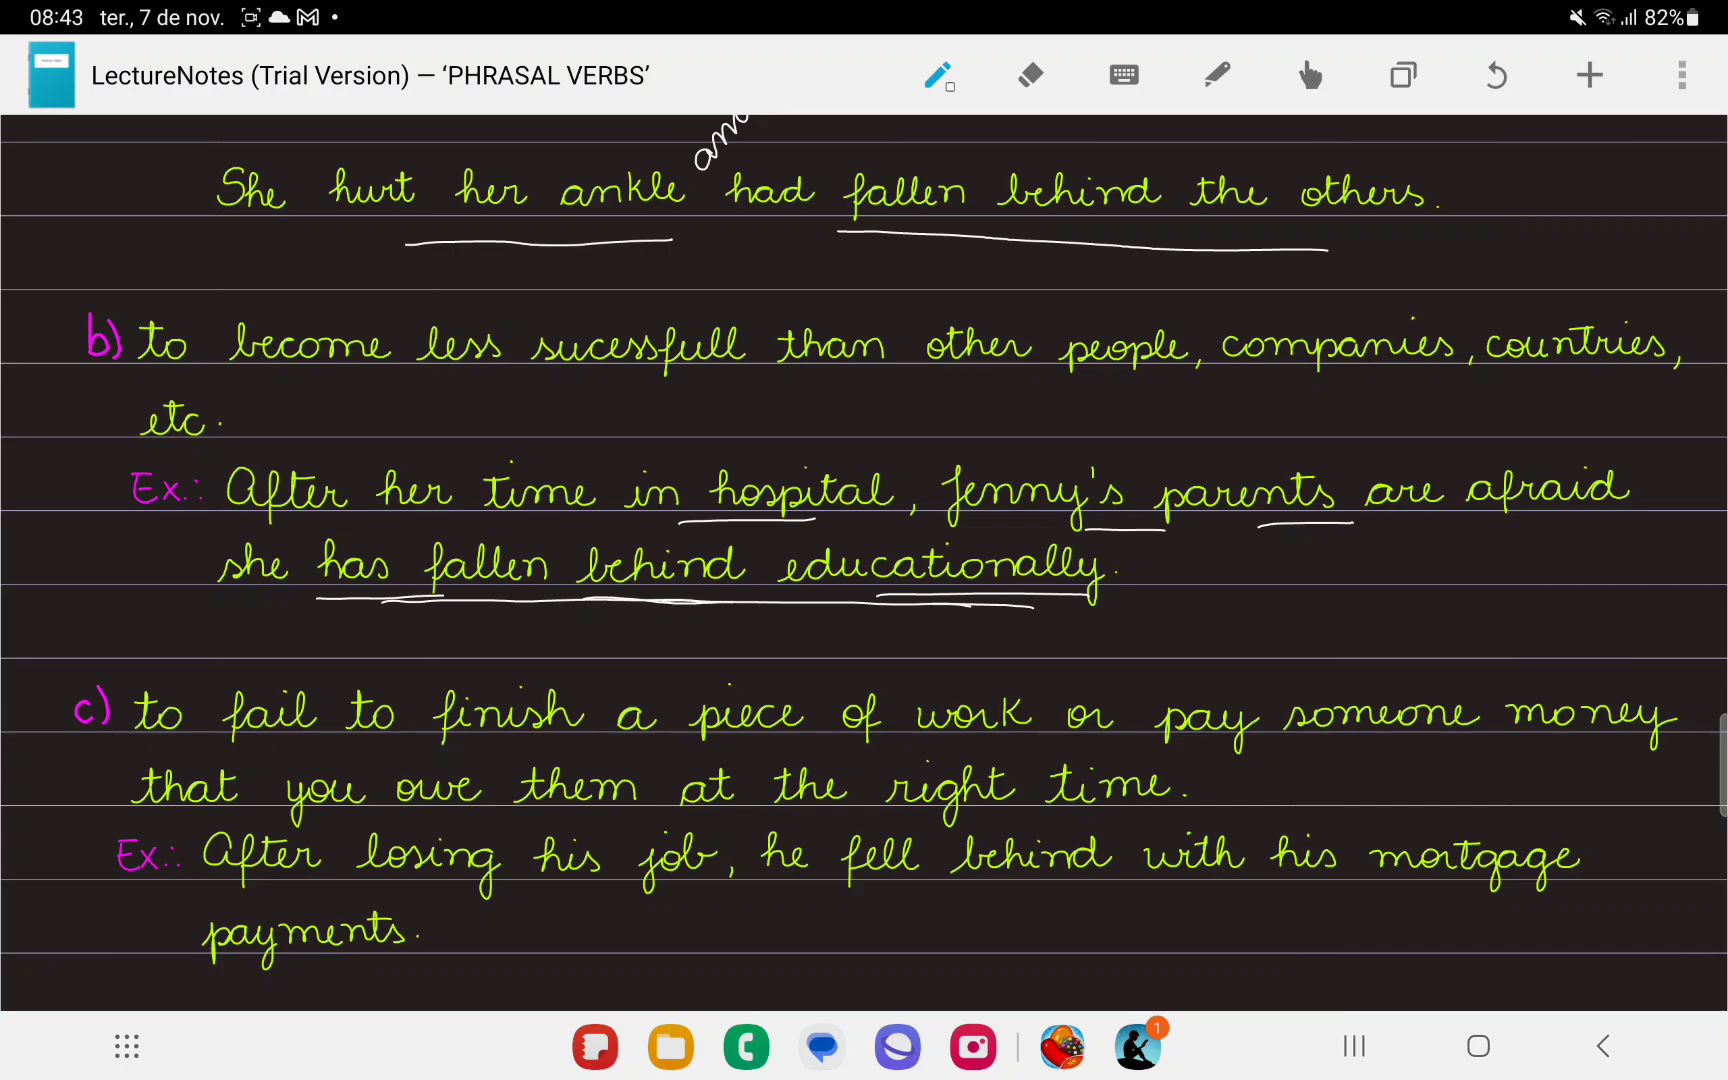 08:43 ter., 7 de nov. 82%
LectureNotes (Trial Version) — ‘PHRASAL VERBS’
She hurt her ankle had fallen behind the others.
b) to become less sucessfull than other people, companies, countries,
etc.
Ex.: After her time in hospital, Jenny's parents are afraid
she has fallen behind educationally.
c) to fail to finish a piece of work or pay someone money
that you owe them at the right time.
Ex.: After losing his job, he fell behind with his mortgage
payments.
1